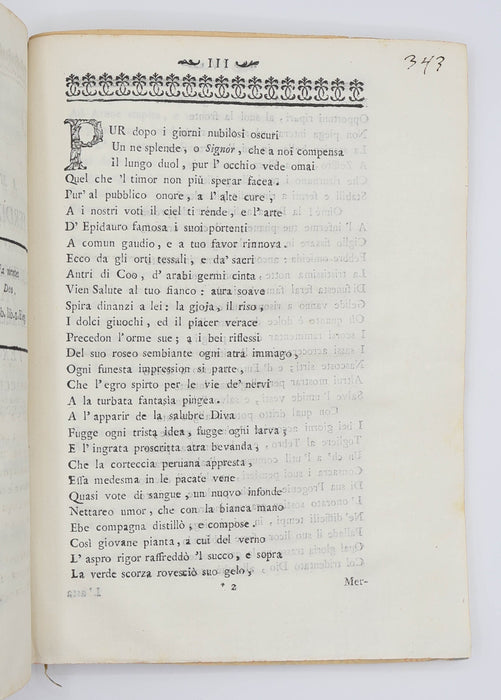 III
343
PUR dopo i giorni nubilosi oscuri
Un ne splende, o Signor, che a noi compensa
il lungo duol, pur l'occhio vede omai
Quel che 'l timor non più sperar facea.
Pur' al pubblico onore, a l'alte cure,
A i nostri voti il ciel ti rende, e l'arte
D' Epidauro famosa i suoi portenti
A comun gaudio, e a tuo favor rinnova.
Ecco da gli orti tessali, e da' sacri
Antri di Coo, d' arabi germi cinta
Vien Salute al tuo fianco: aura soave
Spira dinanzi a lei: la gioja, il riso,
I dolci giuochi, ed il piacer verace
Precedon l'orme sue; a i bei riflessi
Del suo roseo sembiante ogni atra immago,
Ogni funesta impression si parte,
Che l'egro spirto per le vie de' nervi
A la turbata fantasia pingea.
A l'apparir de la salubre Diva
Fugge ogni trista idea, fugge ogni larva;
E l'ingrata proscritta atra bevanda,
Che la corteccia peruana appresta,
Essa medesma in le pacate vene
Quasi vote di sangue, un nuovo infonde
Nettareo umor, che con la bianca mano
Ebe compagna distillò, e compose.
Così giovane pianta, a cui del verno
L' aspro rigor raffreddò 'l succo, e sopra
La verde scorza rovesciò suo gelo,
* 2
Mer-